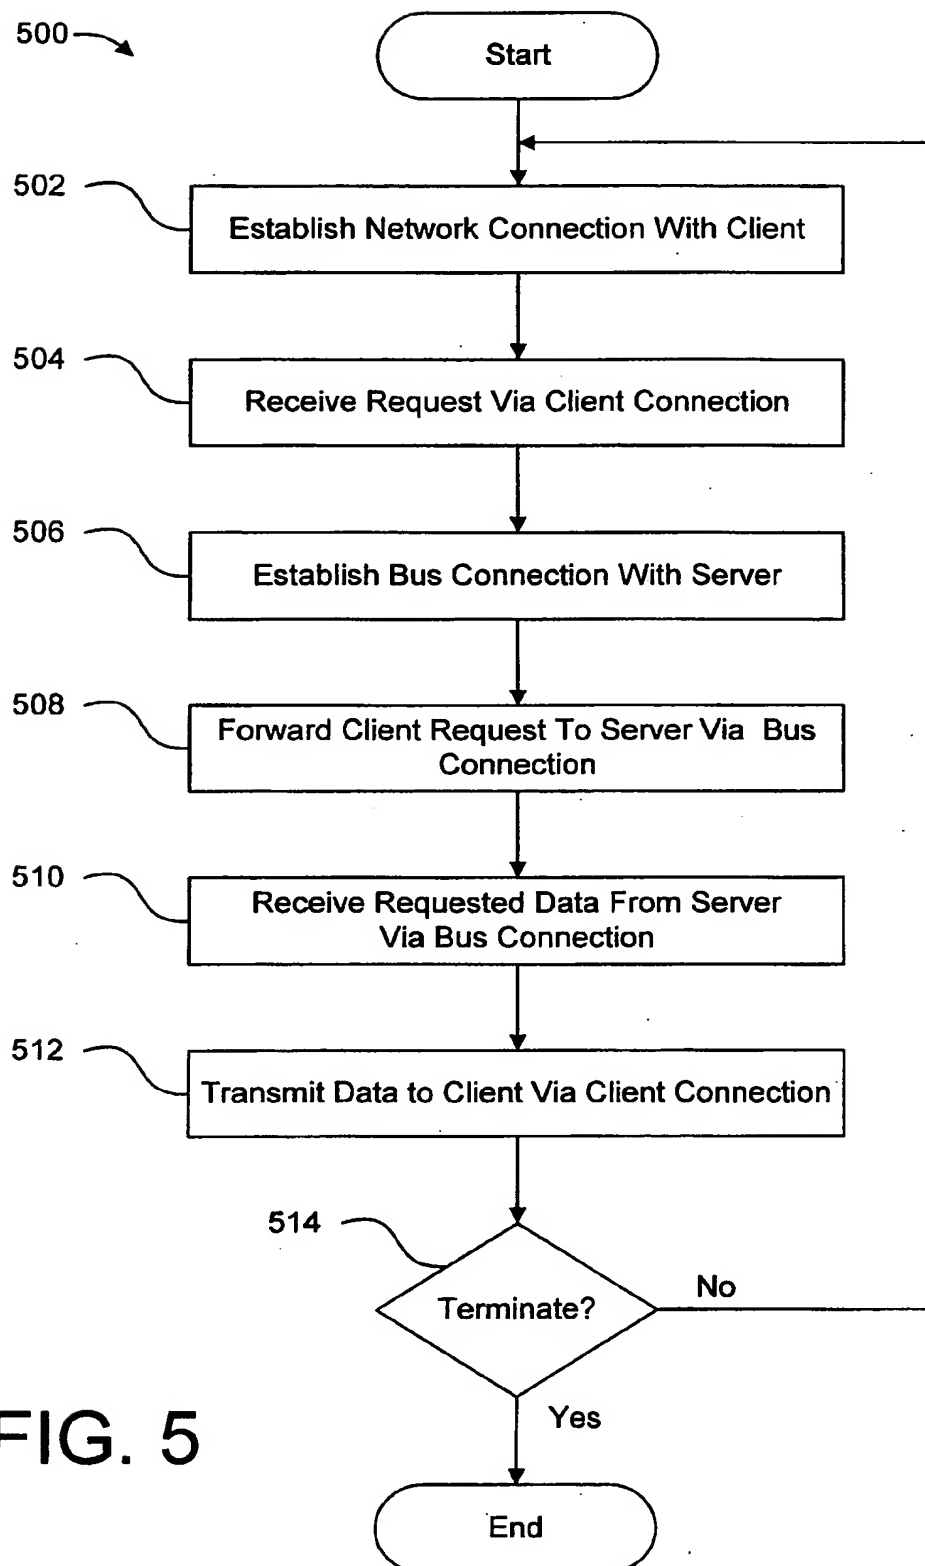 500
Start
502
Establish Network Connection With Client
504
Receive Request Via Client Connection
506
Establish Bus Connection With Server
508
Forward Client Request To Server Via Bus
Connection
510
Receive Requested Data From Server
Via Bus Connection
512
Transmit Data to Client Via Client Connection
514
Terminate?
No
Yes
FIG. 5
End